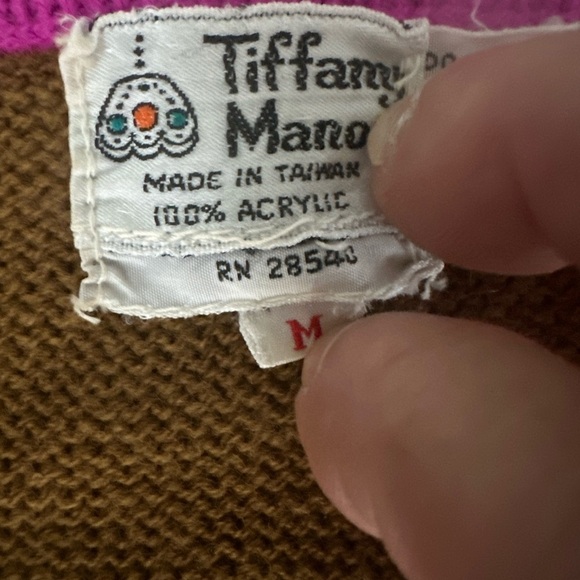 Tiffany
Mano
MADE IN TAIWAN
100% ACRYLIC
RN 28540
M